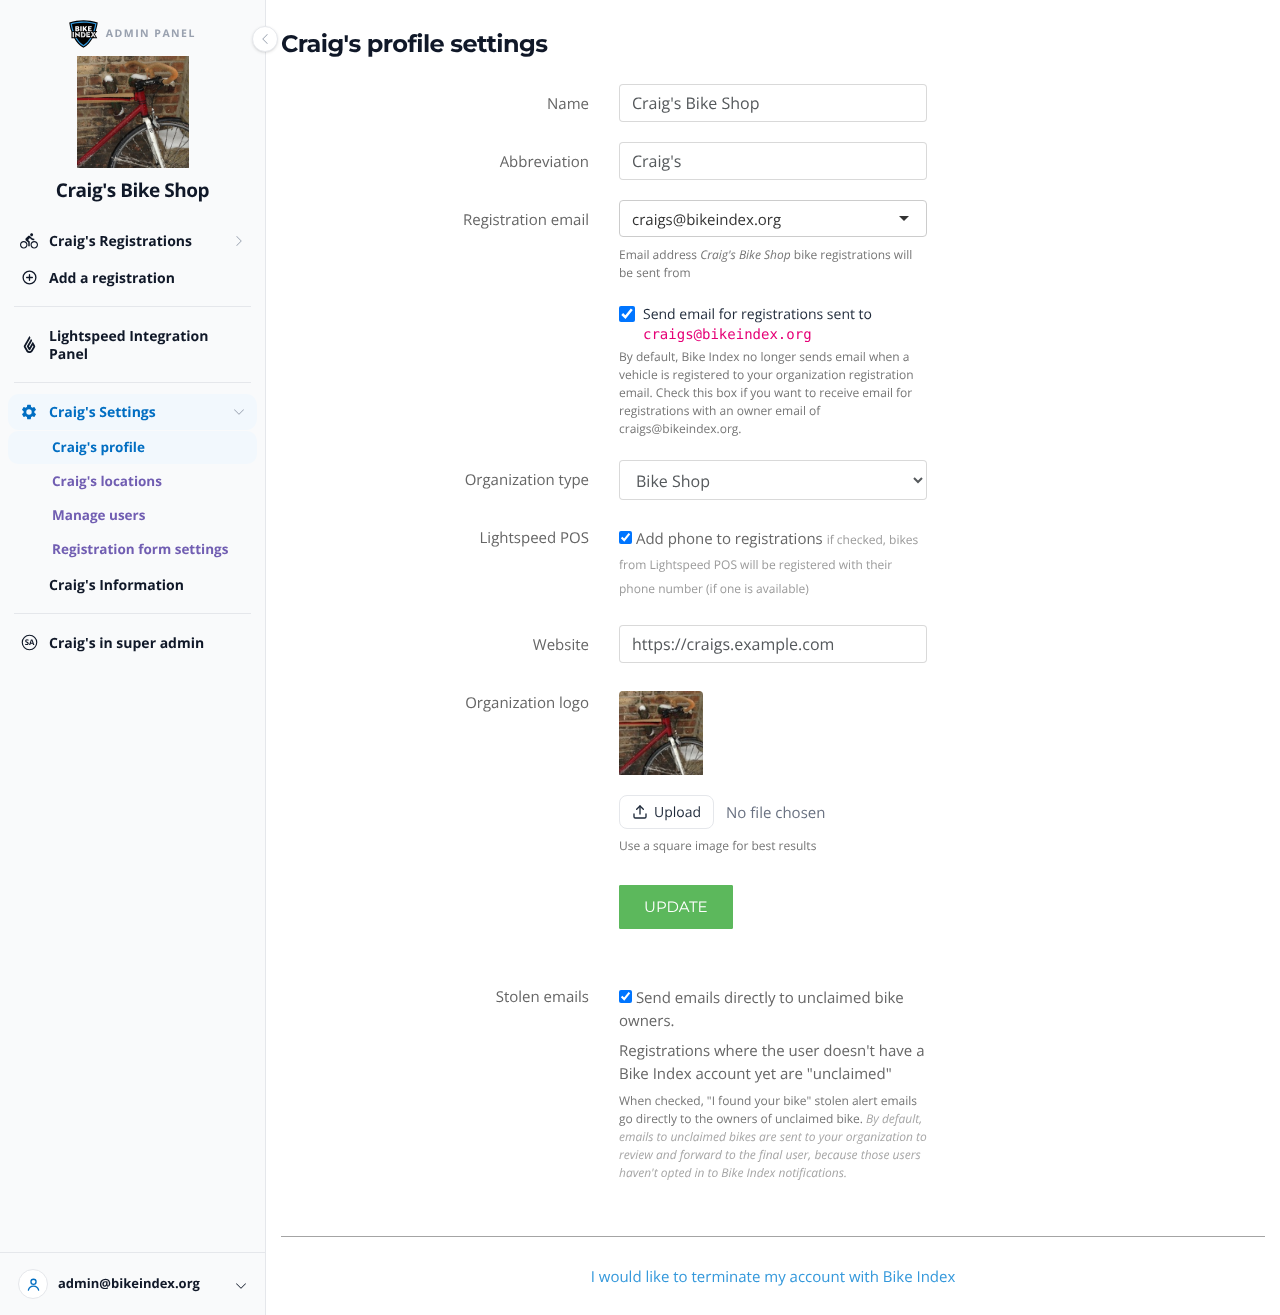 BIKE
INDEX
ADMIN PANEL
Craig's Bike Shop
Craig's Registrations
Add a registration
Lightspeed Integration
Panel
Craig's Settings
Craig's profile
Craig's locations
Manage users
Registration form settings
Craig's Information
SA
Craig's in super admin
admin@bikeindex.org
Craig's profile settings
Name
Craig's Bike Shop
Abbreviation
Craig's
Registration email
craigs@bikeindex.org
Email address Craig's Bike Shop bike registrations will
be sent from
Send email for registrations sent to
craigs@bikeindex.org
By default, Bike Index no longer sends email when a
vehicle is registered to your organization registration
email. Check this box if you want to receive email for
registrations with an owner email of
craigs@bikeindex.org.
Organization type
Bike Shop
Lightspeed POS
Add phone to registrations if checked, bikes
from Lightspeed POS will be registered with their
phone number (if one is available)
Website
https://craigs.example.com
Organization logo
Upload
No file chosen
Use a square image for best results
UPDATE
Stolen emails
Send emails directly to unclaimed bike
owners.
Registrations where the user doesn't have a
Bike Index account yet are "unclaimed"
When checked, "I found your bike" stolen alert emails
go directly to the owners of unclaimed bike. By default,
emails to unclaimed bikes are sent to your organization to
review and forward to the final user, because those users
haven't opted in to Bike Index notifications.
I would like to terminate my account with Bike Index